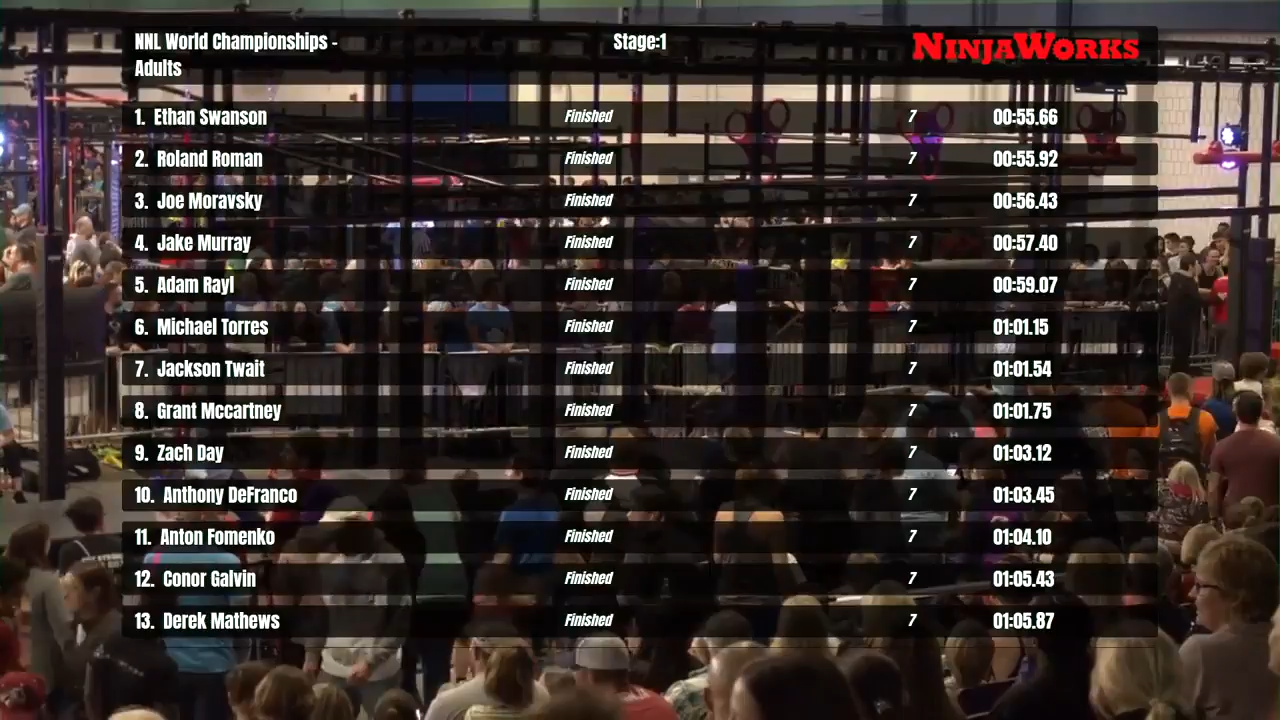 NNL World Championships - Stage:1 NINJAWORKS
Adults
1. Ethan Swanson Finished 7 00:55.66
2. Roland Roman Finished 7 00:55.92
3. Joe Moravsky Finished 7 00:56.43
4. Jake Murray Finished 7 00:57.40
5. Adam Rayl Finished 7 00:59.07
6. Michael Torres Finished 7 01:01.15
7. Jackson Twait Finished 7 01:01.54
8. Grant Mccartney Finished 7 01:01.75
9. Zach Day Finished 7 01:03.12
10. Anthony DeFranco Finished 7 01:03.45
11. Anton Fomenko Finished 7 01:04.10
12. Conor Galvin Finished 7 01:05.43
13. Derek Mathews Finished 7 01:05.87